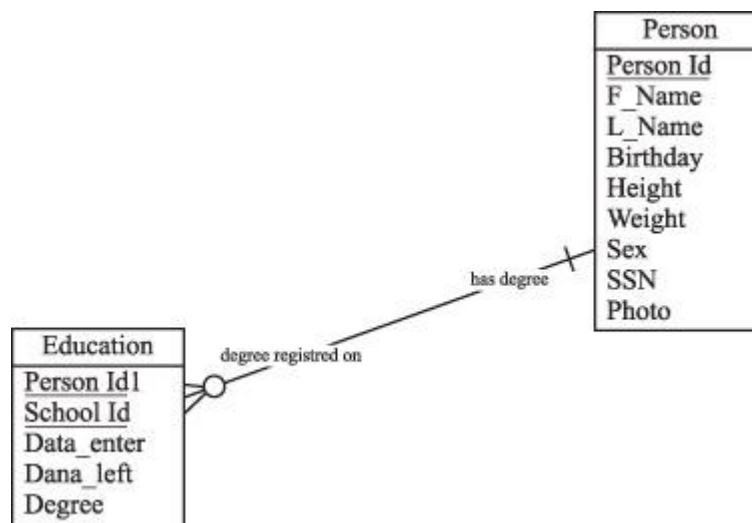 Person
Person Id
F_Name
L_Name
Birthday
Height
Weight
Sex
SSN
Photo
has degree
degree registred on
Education
Person Id1
School Id
Data_enter
Dana_left
Degree